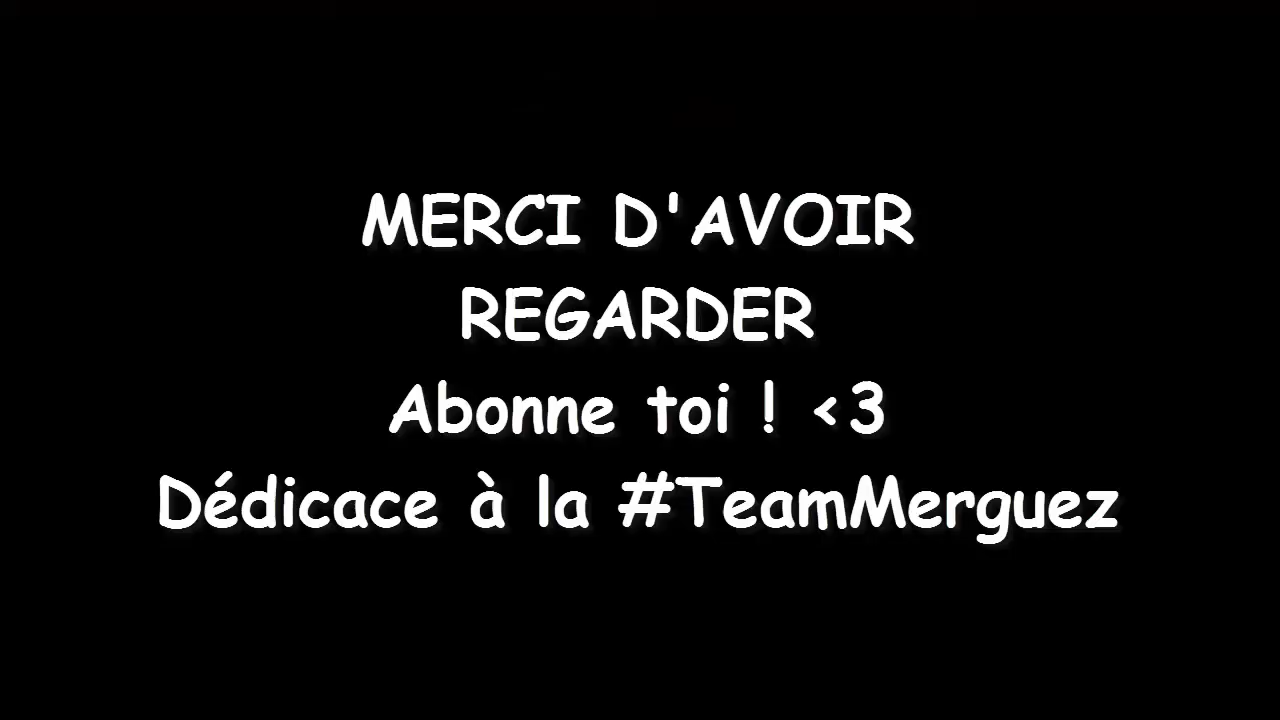 MERCI D'AVOIR
REGARDER
Abonne toi ! <3
Dédicace à la #TeamMerguez